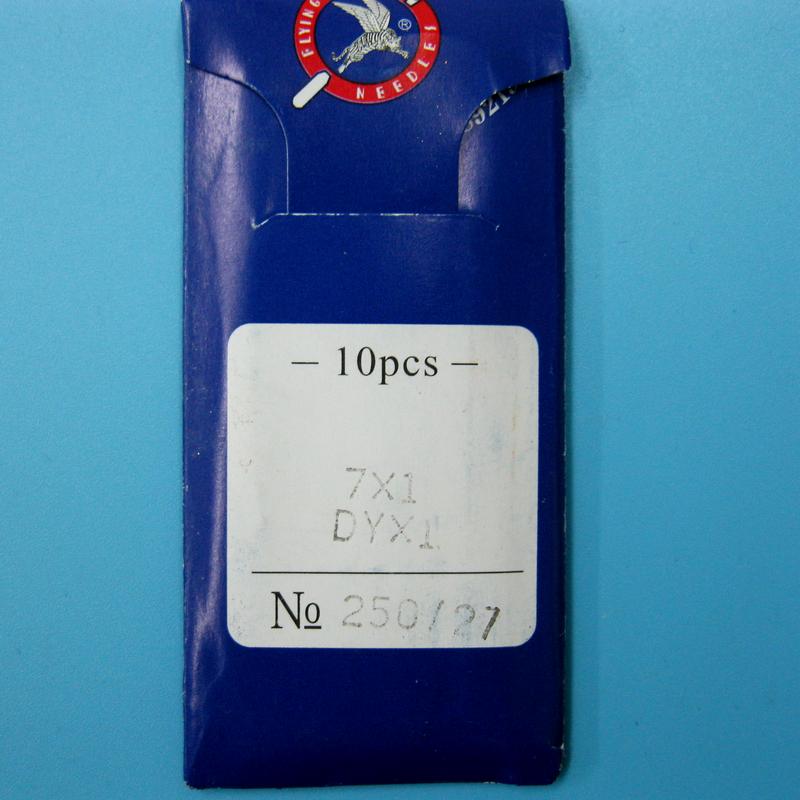 FLYING
®
NEEDLES
– 10pcs –
7X1
DYX1
№ 250/27